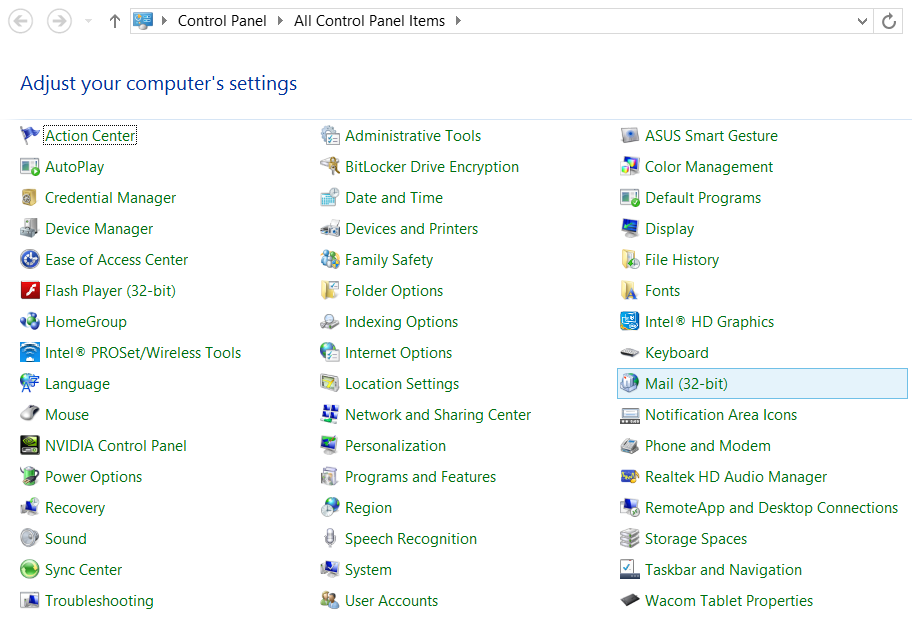 Control Panel All Control Panel Items
Adjust your computer's settings
Action Center Administrative Tools ASUS Smart Gesture
AutoPlay BitLocker Drive Encryption Color Management
Credential Manager Date and Time Default Programs
Device Manager Devices and Printers Display
Ease of Access Center Family Safety File History
Flash Player (32-bit) Folder Options Fonts
HomeGroup Indexing Options Intel® HD Graphics
Intel® PROSet/Wireless Tools Internet Options Keyboard
Language Location Settings Mail (32-bit)
Mouse Network and Sharing Center Notification Area Icons
NVIDIA Control Panel Personalization Phone and Modem
Power Options Programs and Features Realtek HD Audio Manager
Recovery Region RemoteApp and Desktop Connections
Sound Speech Recognition Storage Spaces
Sync Center System Taskbar and Navigation
Troubleshooting User Accounts Wacom Tablet Properties